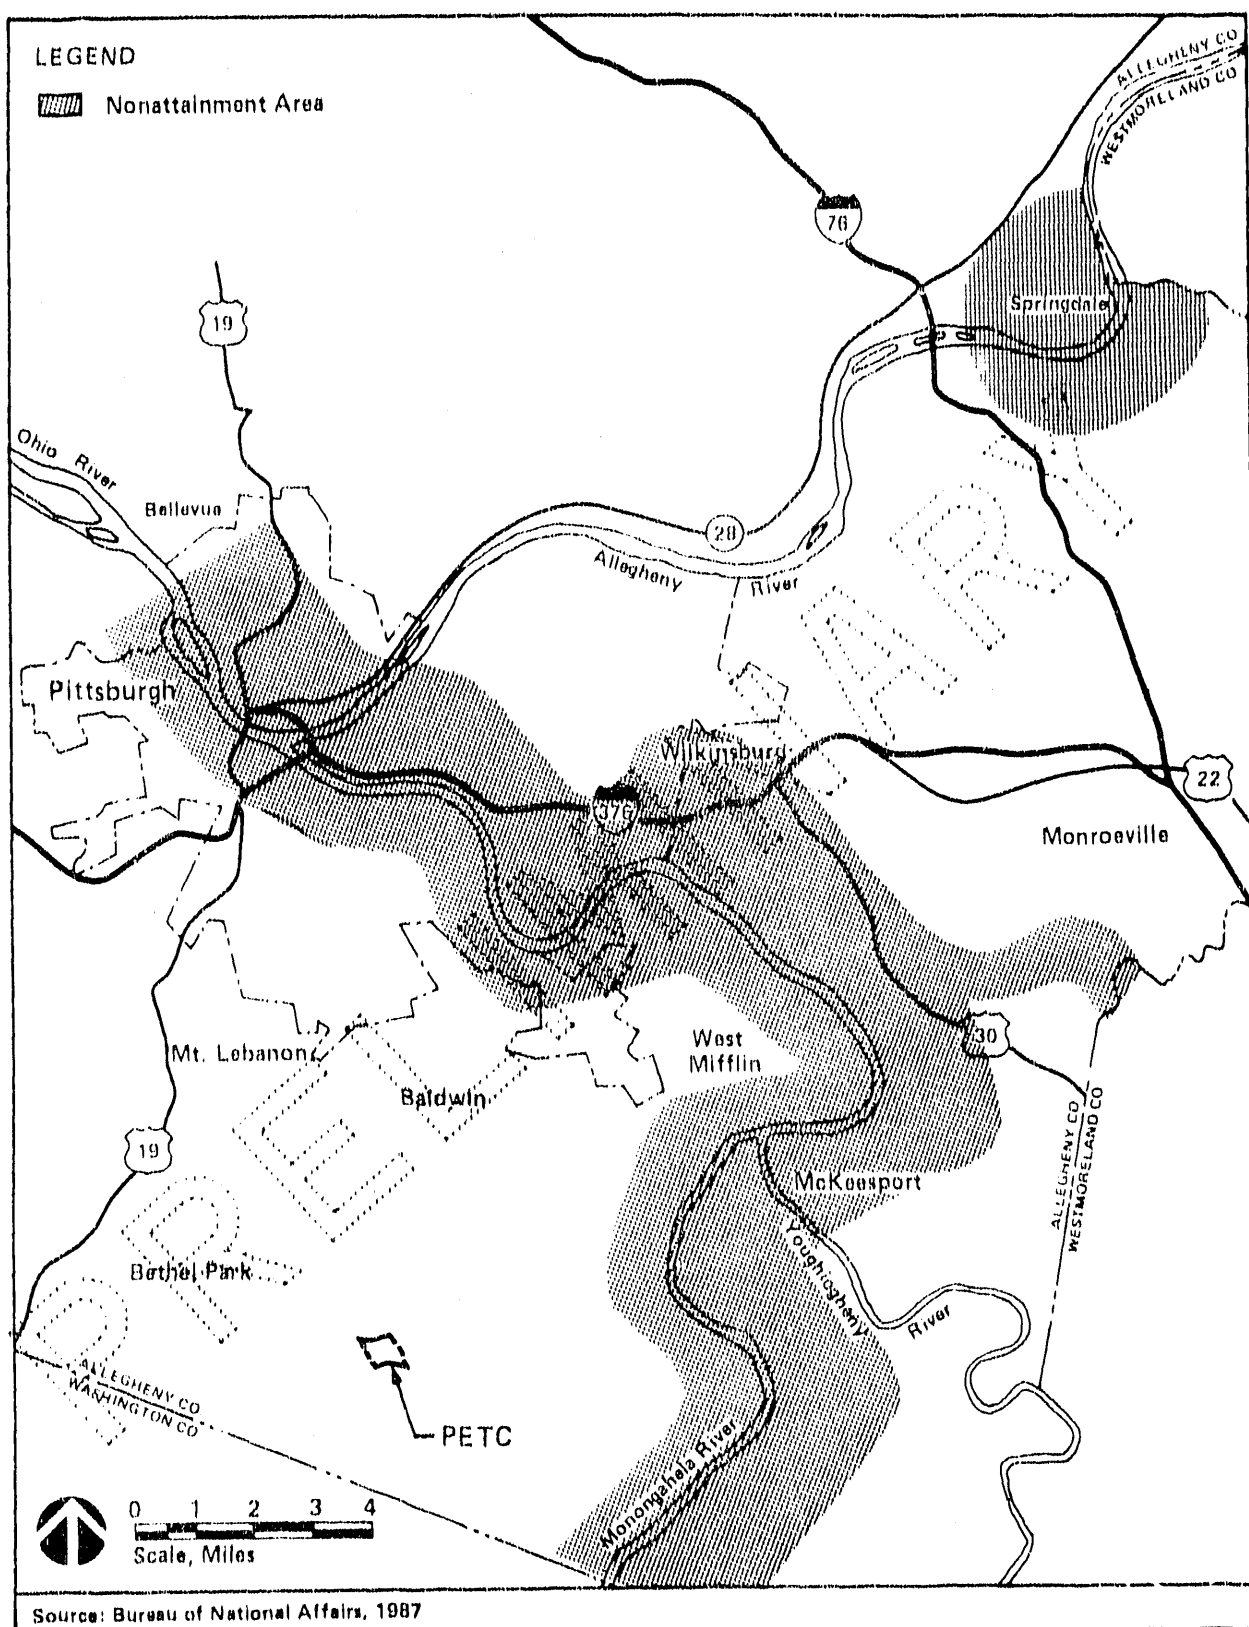 LEGEND
Nonattainment Area
ALLEGHENY CO
WESTMORELAND CO
76
Springdale
19
Ohio River
Bellevue
28
Allegheny River
Pittsburgh
Wilkinsburg
376
22
Monroeville
30
West
Mifflin
Mt. Lebanon
Baldwin
19
McKeesport
ALLEGHENY CO
WESTMORELAND CO
Youghiogheny River
Bethel Park
ALLEGHENY CO
WASHINGTON CO
PETC
Monongahela River
PRELIMINARY
0 1 2 3 4
Scale, Miles
Source: Bureau of National Affairs, 1987